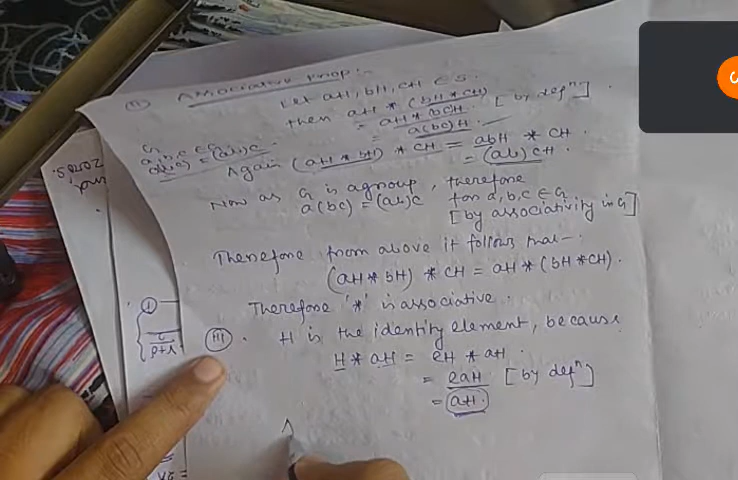 (ii) Associative Prop. -
Let aH, bH, cH ∈ S.
then aH * (bH * cH)
= aH * bcH [by defⁿ]
= a(bc)H.
G
a, b, c ∈ G
a(bc) = (ab)c
Again (aH * bH) * cH = abH * cH
= (ab)cH.
Now as G is a group, therefore
a(bc) = (ab)c for a, b, c ∈ G
[by associativity in G]
Therefore from above it follows that -
(aH * bH) * cH = aH * (bH * cH).
Therefore '*' is associative.
(iii). H is the identity element, because
H * aH = eH * aH.
= eaH [by defⁿ]
= aH.